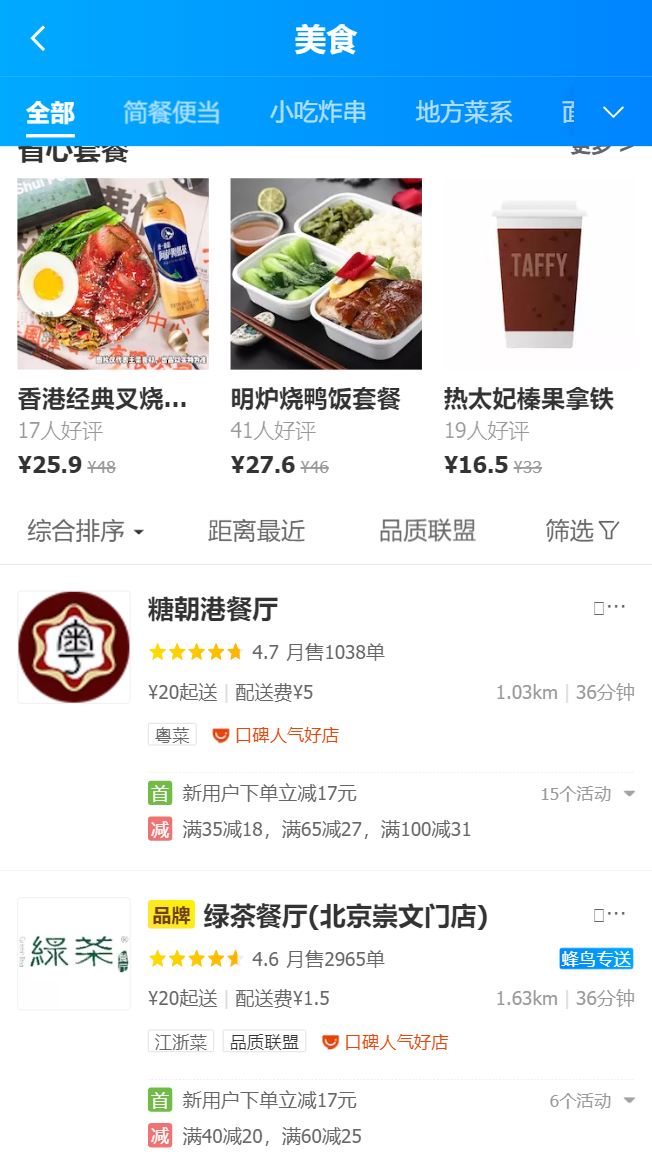 美食
全部 简餐便当 小吃炸串 地方菜系
省心套餐 更多 >
TAFFY
香港经典叉烧... 明炉烧鸭饭套餐 热太妃榛果拿铁
17人好评 41人好评 19人好评
¥25.9 ¥48 ¥27.6 ¥46 ¥16.5 ¥33
综合排序 距离最近 品质联盟 筛选
粤
糖朝港餐厅 ...
4.7 月售1038单
¥20起送 | 配送费¥5 1.03km | 36分钟
粤菜 口碑人气好店
首 新用户下单立减17元 15个活动
减 满35减18，满65减27，满100减31
緑茶
品牌 绿茶餐厅(北京崇文门店) ...
4.6 月售2965单 蜂鸟专送
¥20起送 | 配送费¥1.5 1.63km | 36分钟
江浙菜 品质联盟 口碑人气好店
首 新用户下单立减17元 6个活动
减 满40减20，满60减25